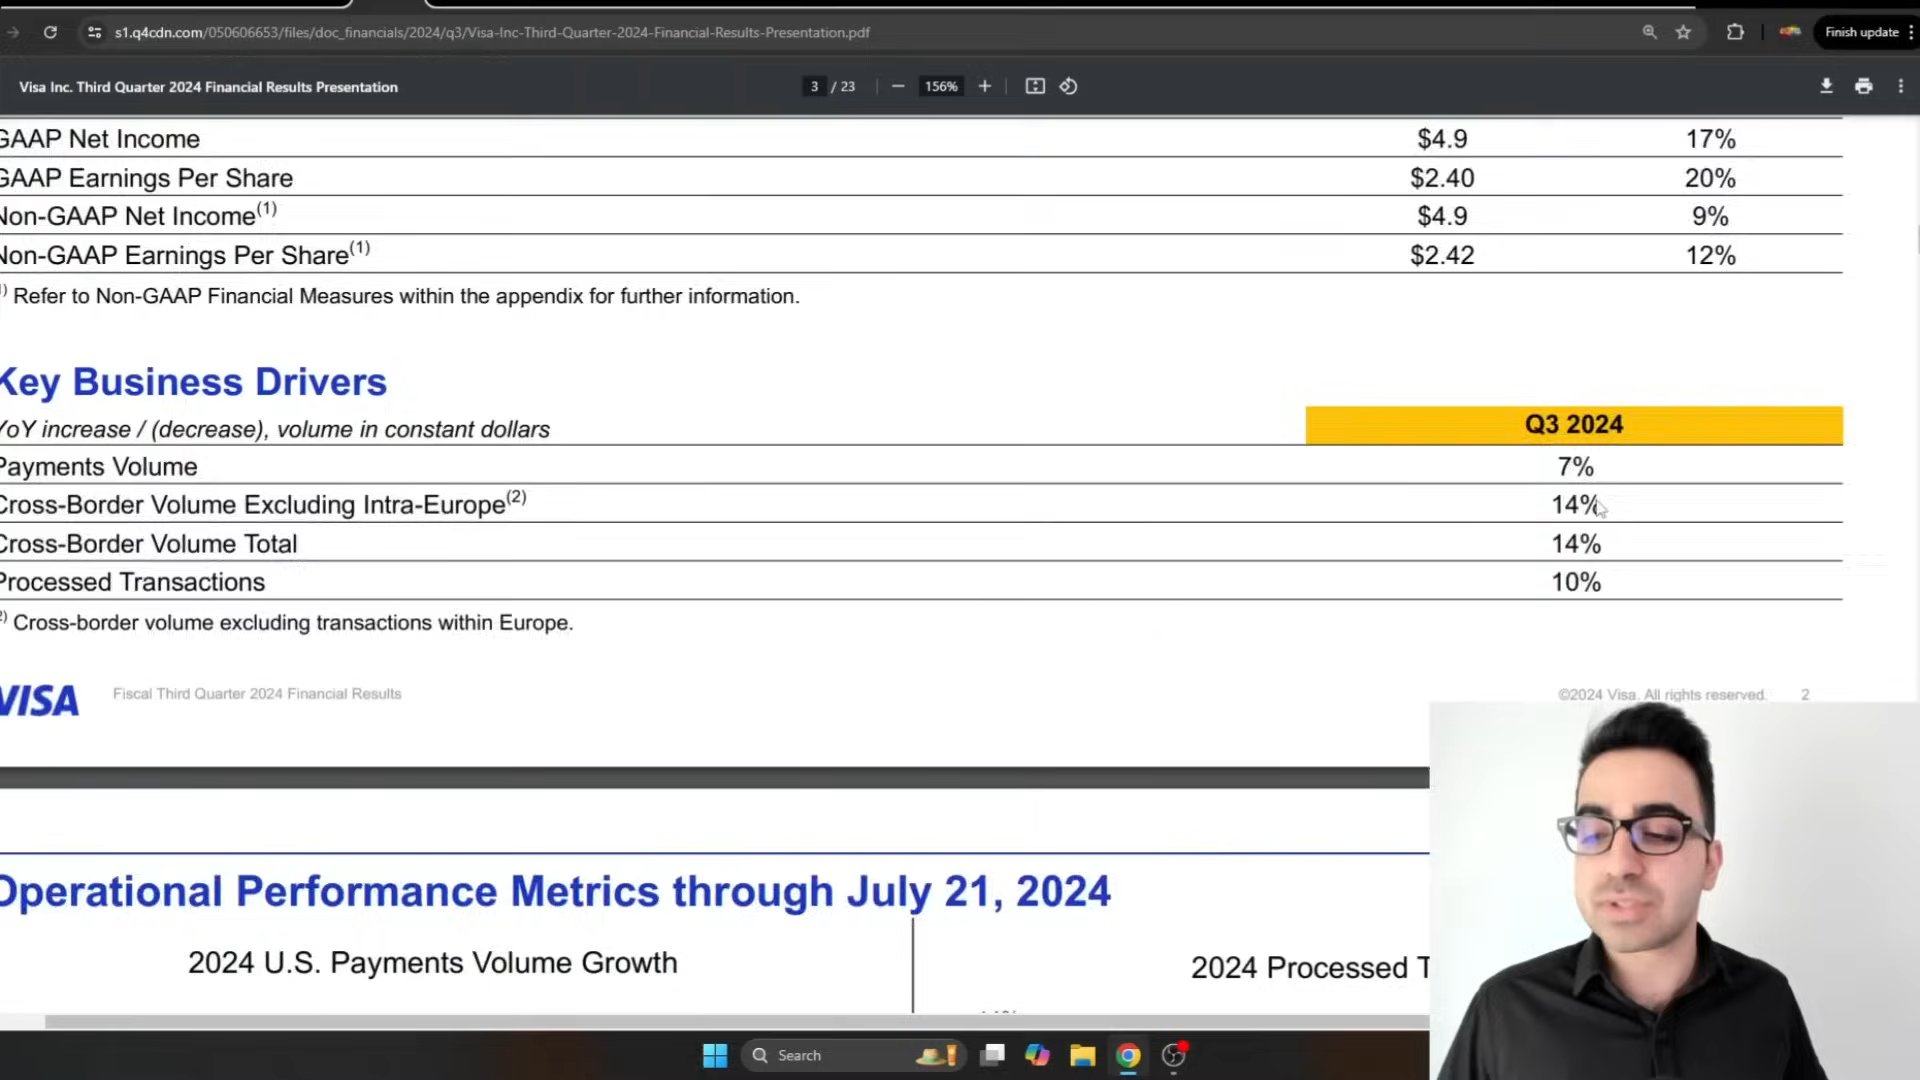 s1.q4cdn.com/050606653/files/doc_financials/2024/q3/Visa-Inc-Third-Quarter-2024-Financial-Results-Presentation.pdf
Finish update
Visa Inc. Third Quarter 2024 Financial Results Presentation
3 / 23
156%
GAAP Net Income $4.9 17%
GAAP Earnings Per Share $2.40 20%
Non-GAAP Net Income(1) $4.9 9%
Non-GAAP Earnings Per Share(1) $2.42 12%
1) Refer to Non-GAAP Financial Measures within the appendix for further information.
Key Business Drivers
YoY increase / (decrease), volume in constant dollars Q3 2024
Payments Volume 7%
Cross-Border Volume Excluding Intra-Europe(2) 14%
Cross-Border Volume Total 14%
Processed Transactions 10%
2) Cross-border volume excluding transactions within Europe.
VISA Fiscal Third Quarter 2024 Financial Results ©2024 Visa. All rights reserved. 2
Operational Performance Metrics through July 21, 2024
2024 U.S. Payments Volume Growth
2024 Processed T
Search